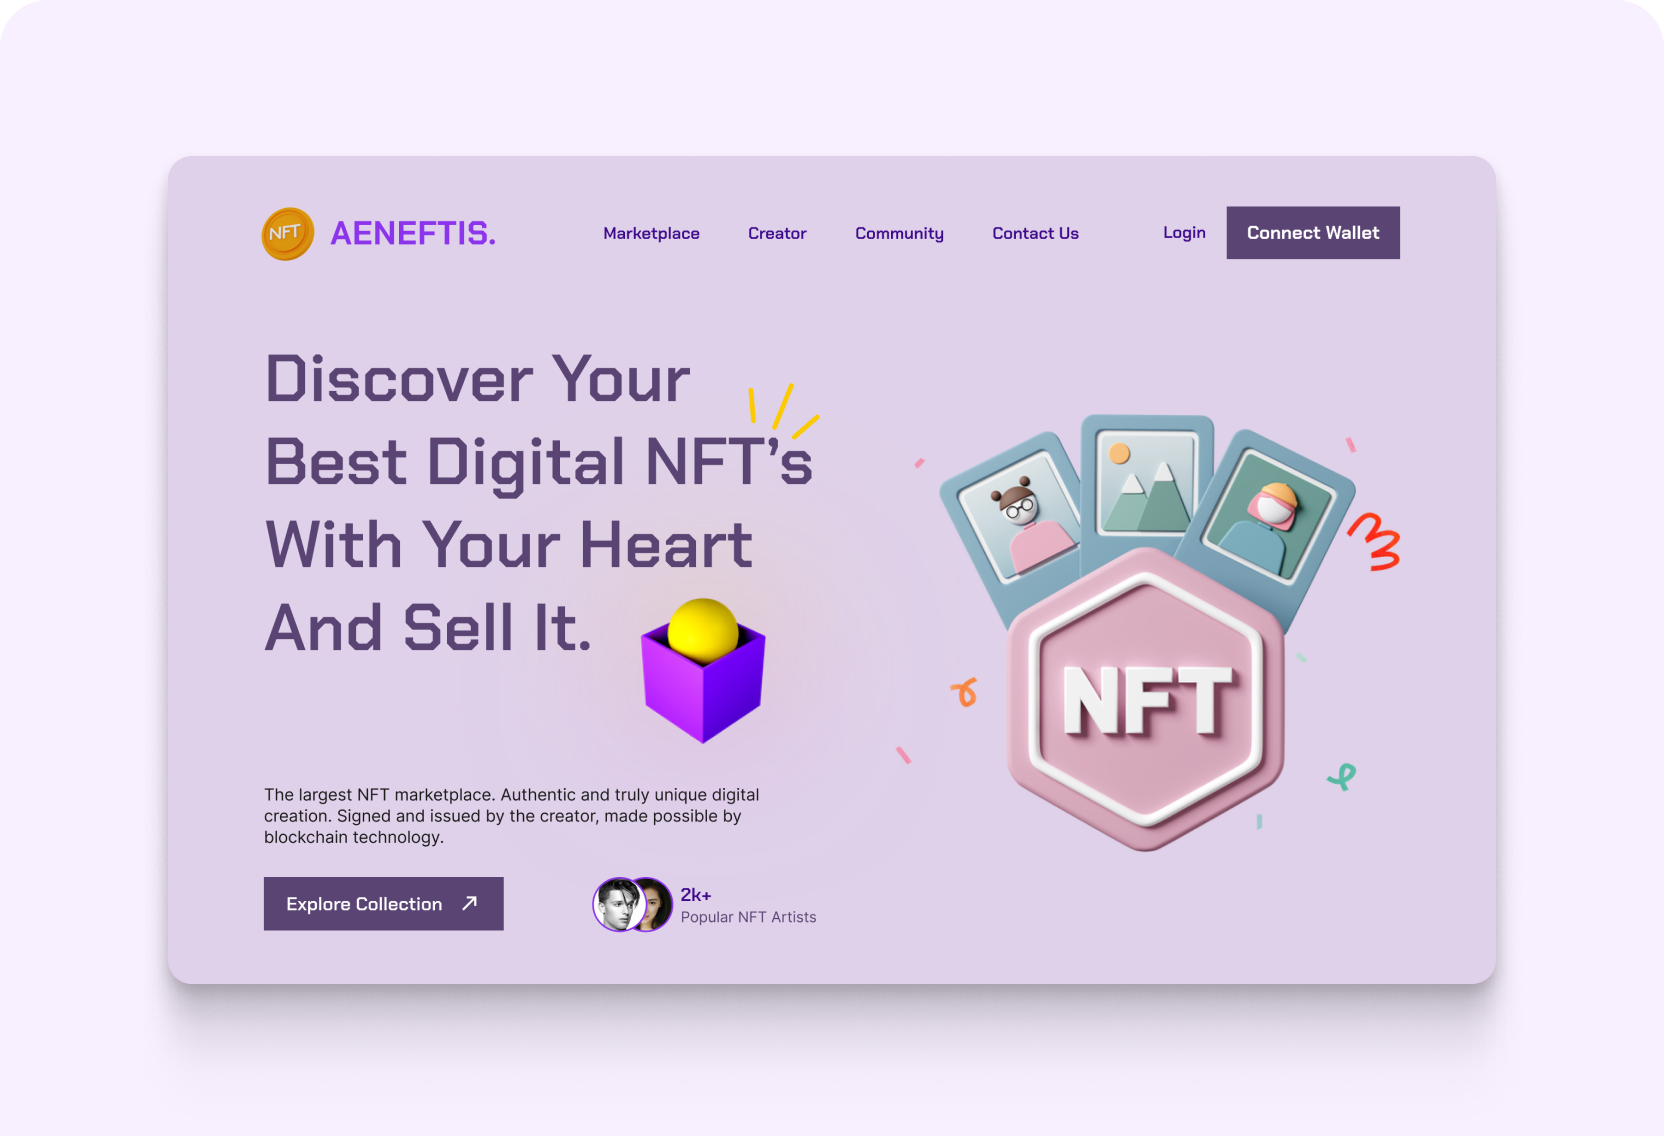 NFT
AENEFTIS.
Marketplace
Creator
Community
Contact Us
Login
Connect Wallet
Discover Your
Best Digital NFT’s
With Your Heart
And Sell It.
NFT
The largest NFT marketplace. Authentic and truly unique digital
creation. Signed and issued by the creator, made possible by
blockchain technology.
Explore Collection
2k+
Popular NFT Artists